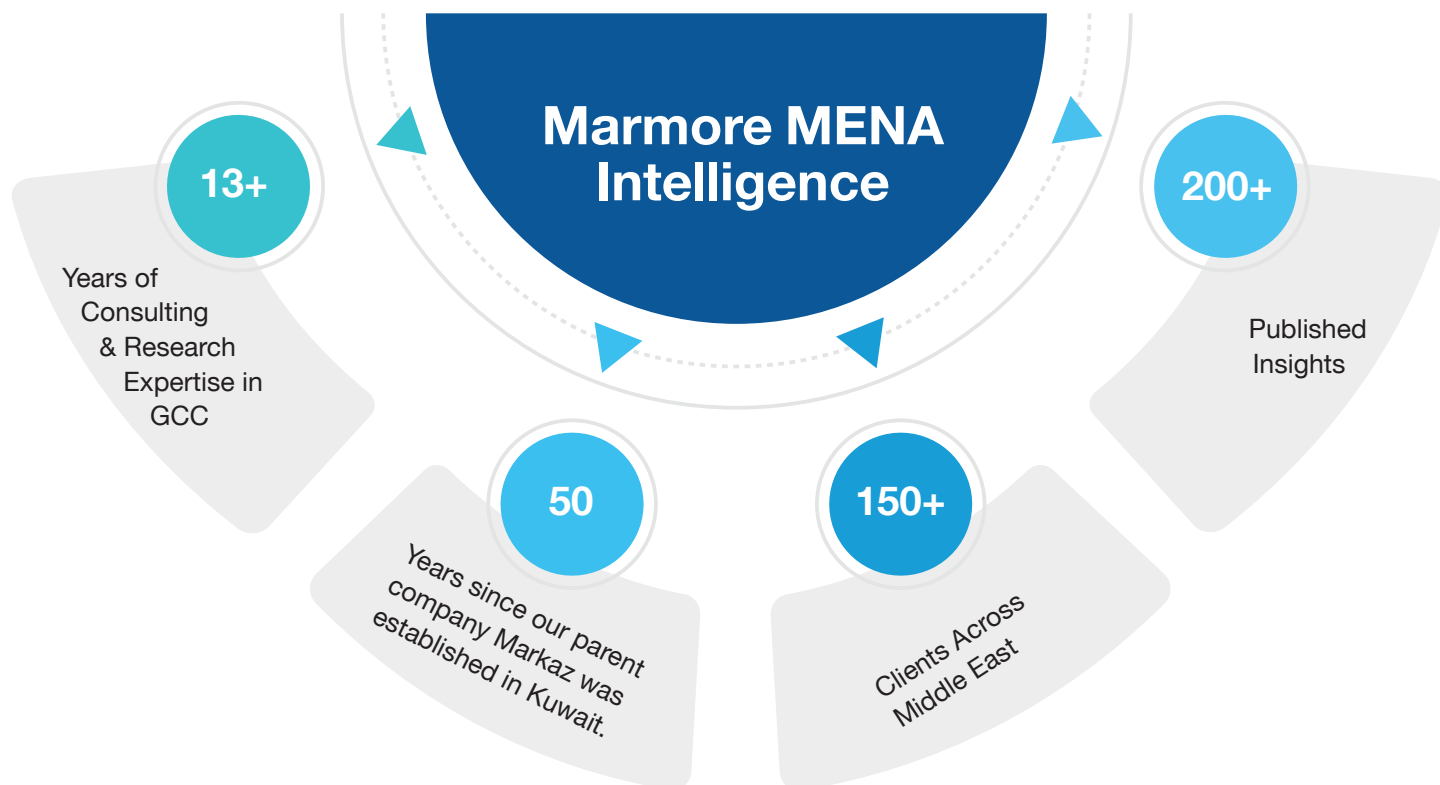 Marmore MENA
Intelligence
13+
Years of
Consulting
& Research
Expertise in
GCC
50
Years since our parent
company Markaz was
established in Kuwait.
150+
Clients Across
Middle East
200+
Published
Insights